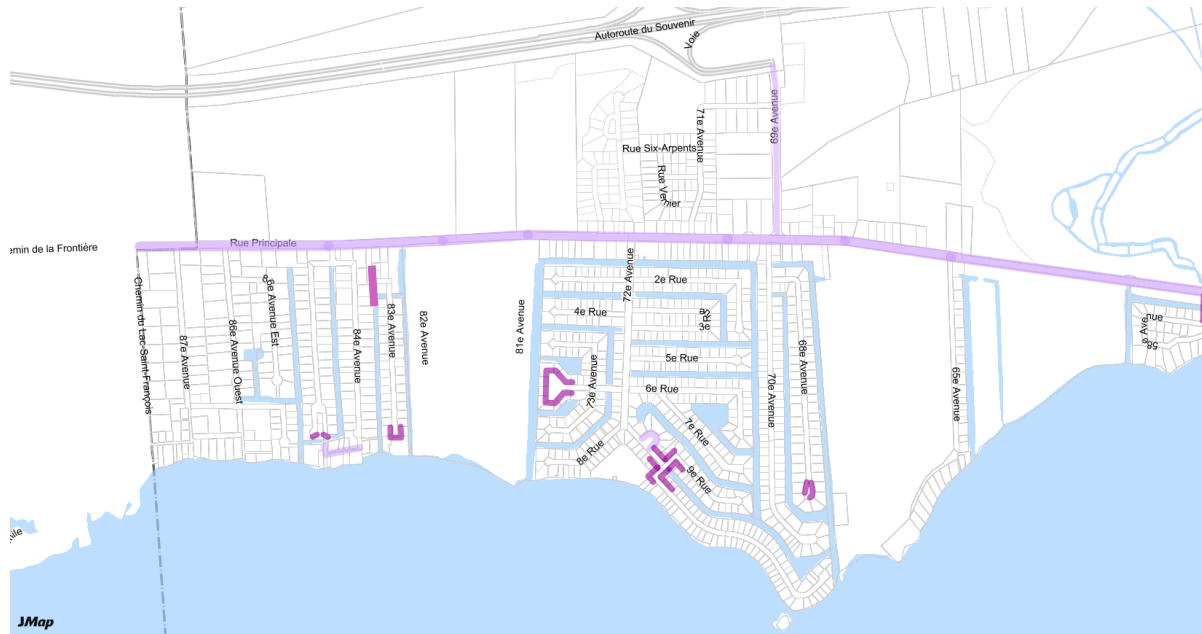 Autoroute du Souvenir
Voie
69e Avenue
71e Avenue
Rue Six-Arpents
Rue Vernier
emin de la Frontière
Rue Principale
Chemin du Lac-Saint-François
87e Avenue
86e Avenue Ouest
86e Avenue Est
84e Avenue
83e Avenue
82e Avenue
81e Avenue
72e Avenue
2e Rue
4e Rue
3e Rue
5e Rue
6e Rue
73e Avenue
7e Rue
8e Rue
9e Rue
70e Avenue
68e Avenue
65e Avenue
58e Avenue
JMap